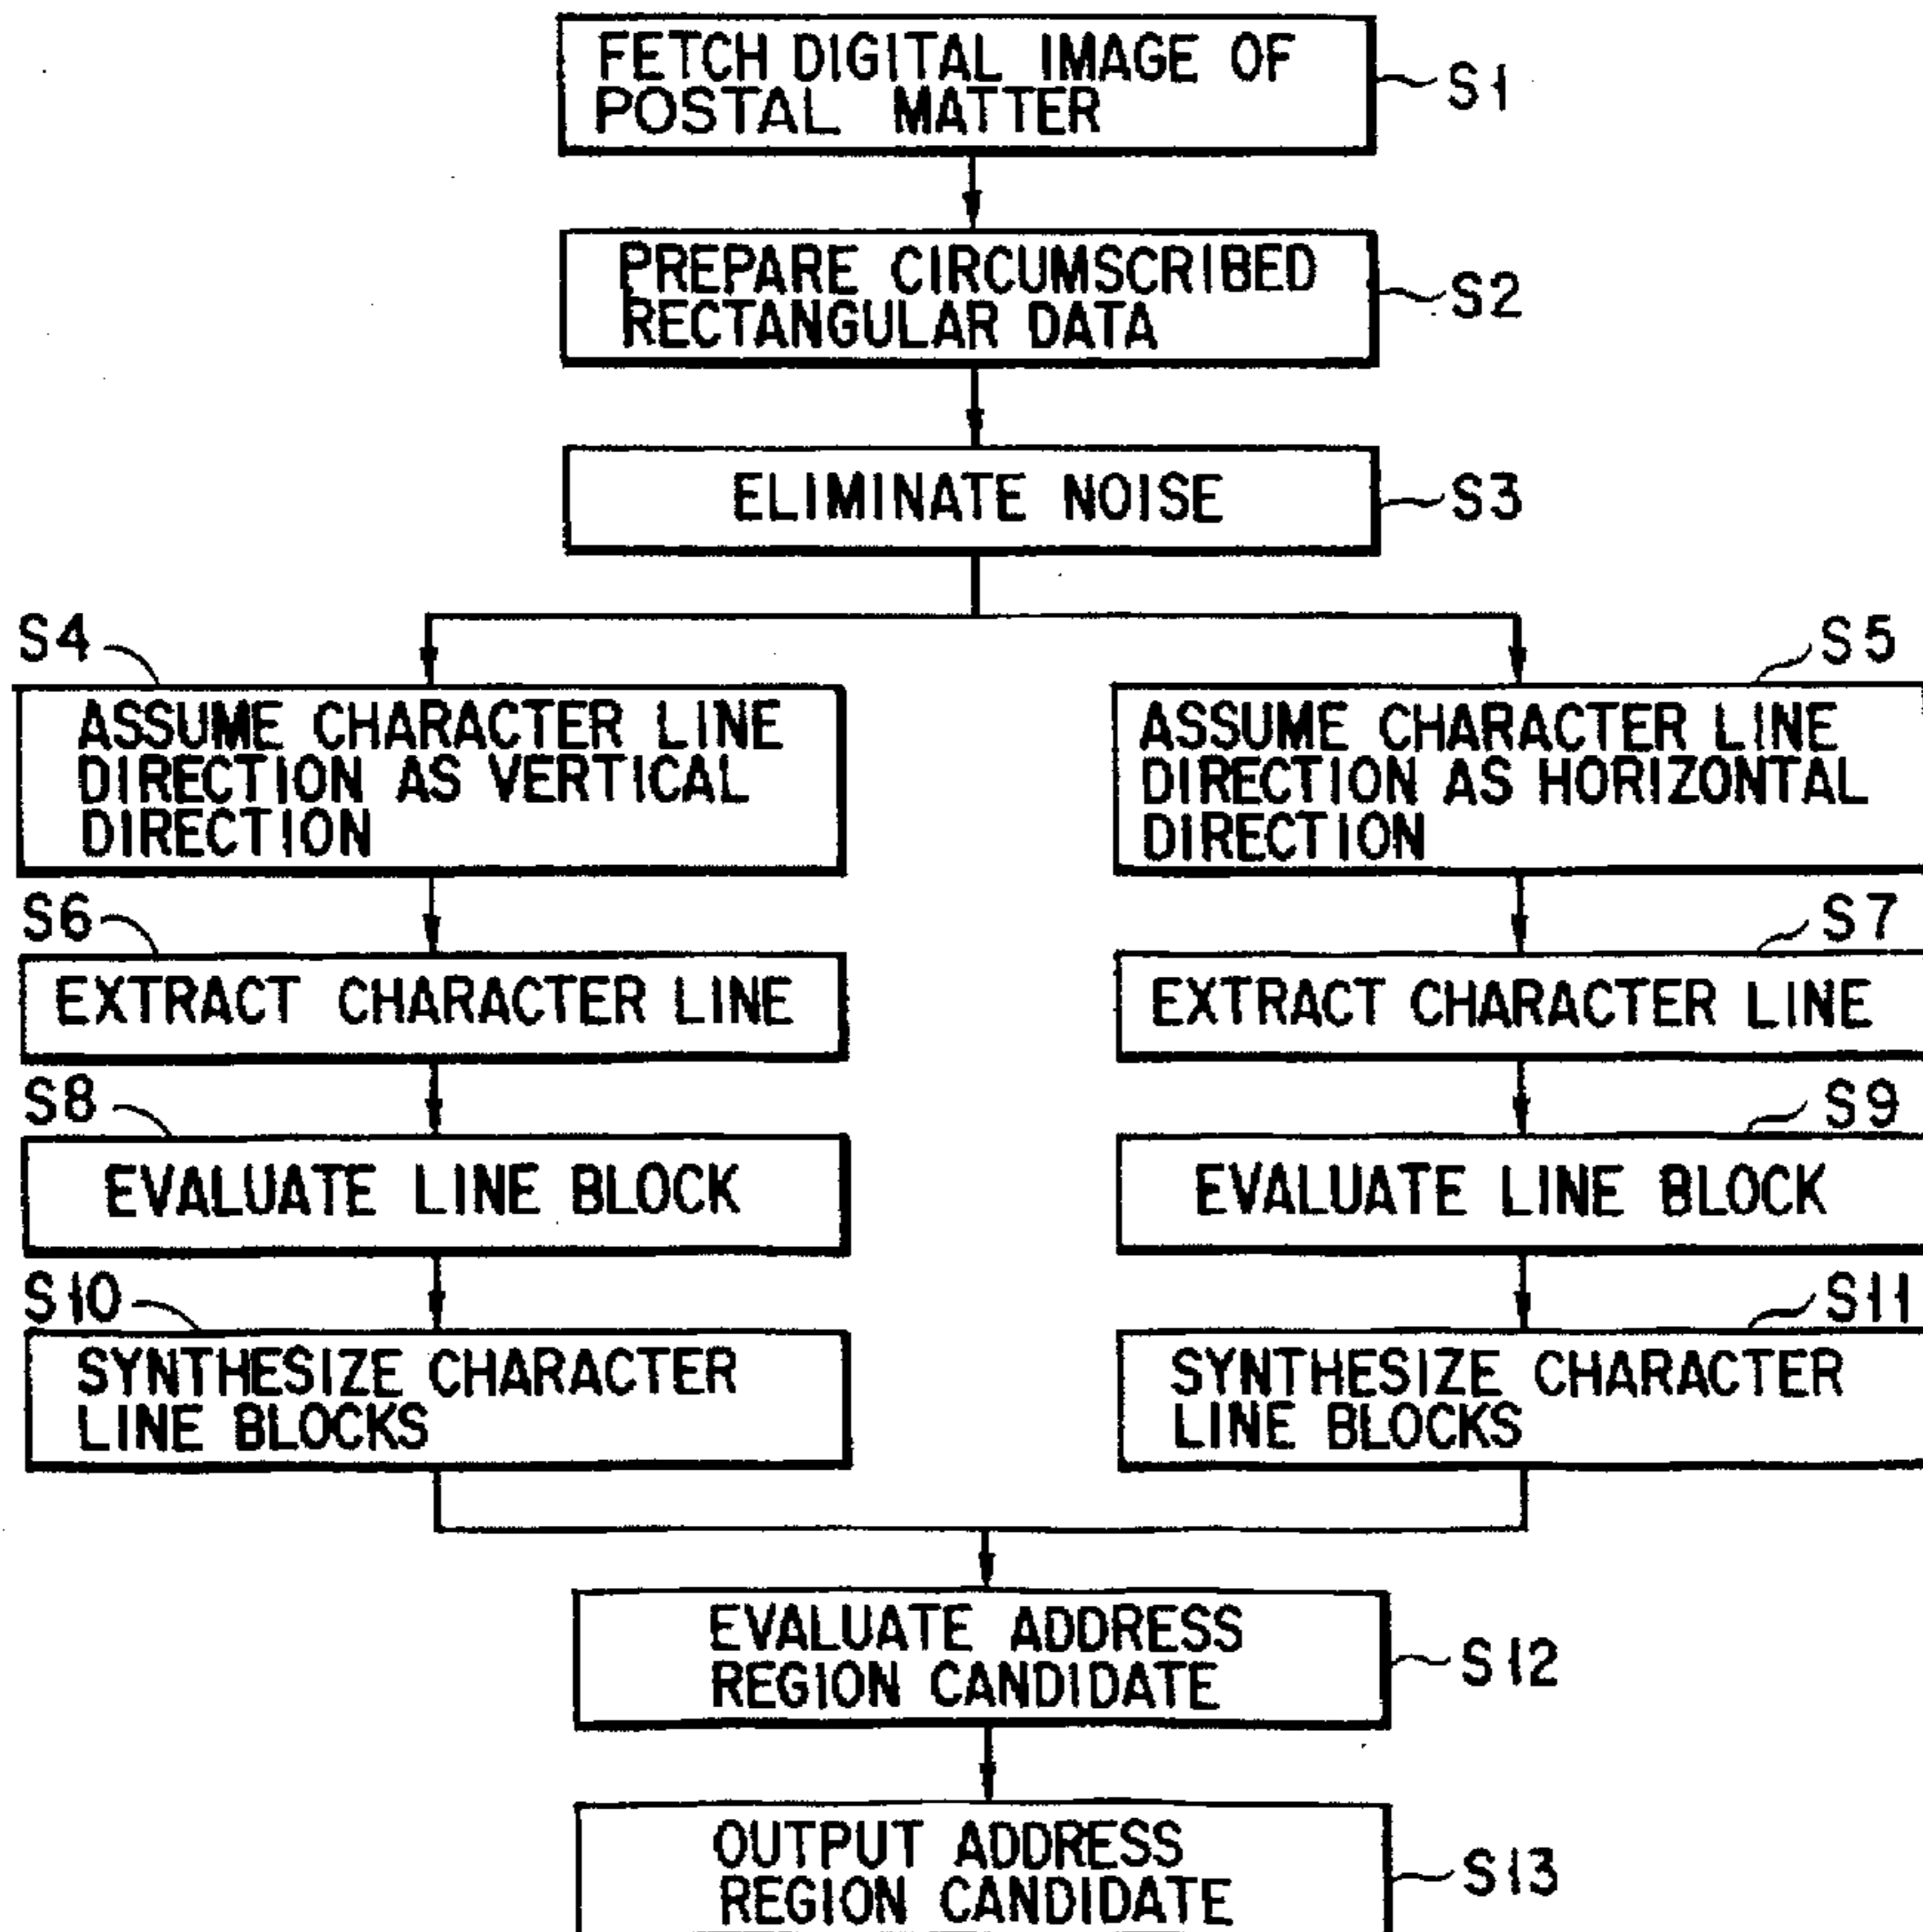 FETCH DIGITAL IMAGE OF
POSTAL MATTER
S1
PREPARE CIRCUMSCRIBED
RECTANGULAR DATA
S2
ELIMINATE NOISE
S3
S4
ASSUME CHARACTER LINE
DIRECTION AS VERTICAL
DIRECTION
S5
ASSUME CHARACTER LINE
DIRECTION AS HORIZONTAL
DIRECTION
S6
EXTRACT CHARACTER LINE
S7
EXTRACT CHARACTER LINE
S8
EVALUATE LINE BLOCK
S9
EVALUATE LINE BLOCK
S10
SYNTHESIZE CHARACTER
LINE BLOCKS
S11
SYNTHESIZE CHARACTER
LINE BLOCKS
EVALUATE ADDRESS
REGION CANDIDATE
S12
OUTPUT ADDRESS
REGION CANDIDATE
S13